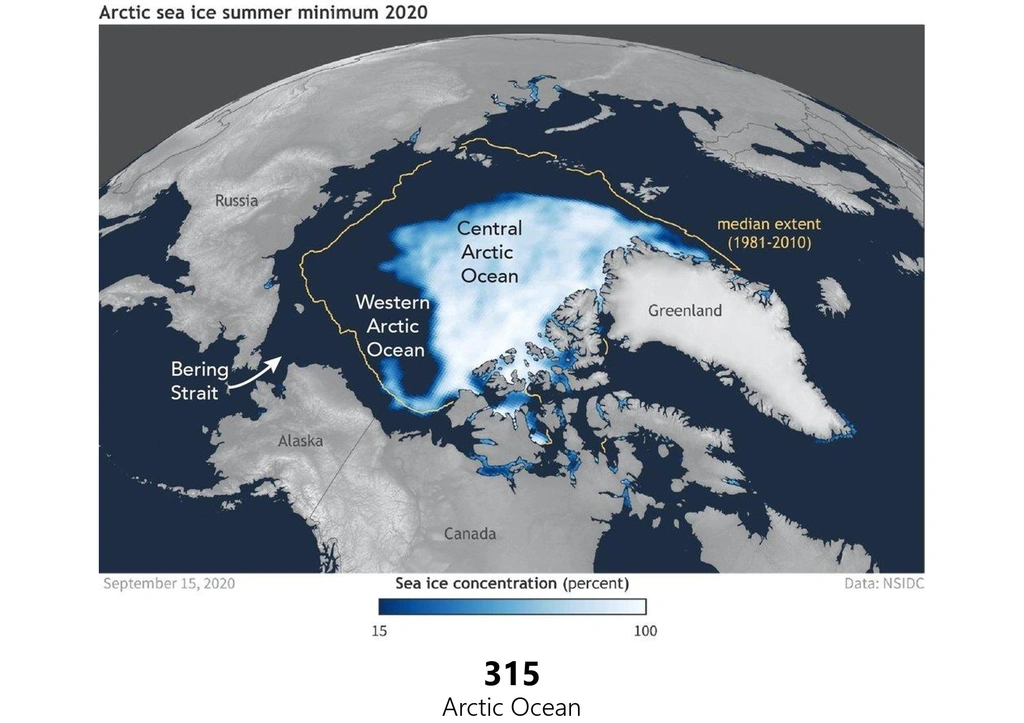 Arctic sea ice summer minimum 2020
Russia
Central
Arctic
Ocean
median extent
(1981-2010)
Western
Arctic
Ocean
Greenland
Bering
Strait
Alaska
Canada
September 15, 2020
Sea ice concentration (percent)
Data: NSIDC
15
100
315
Arctic Ocean